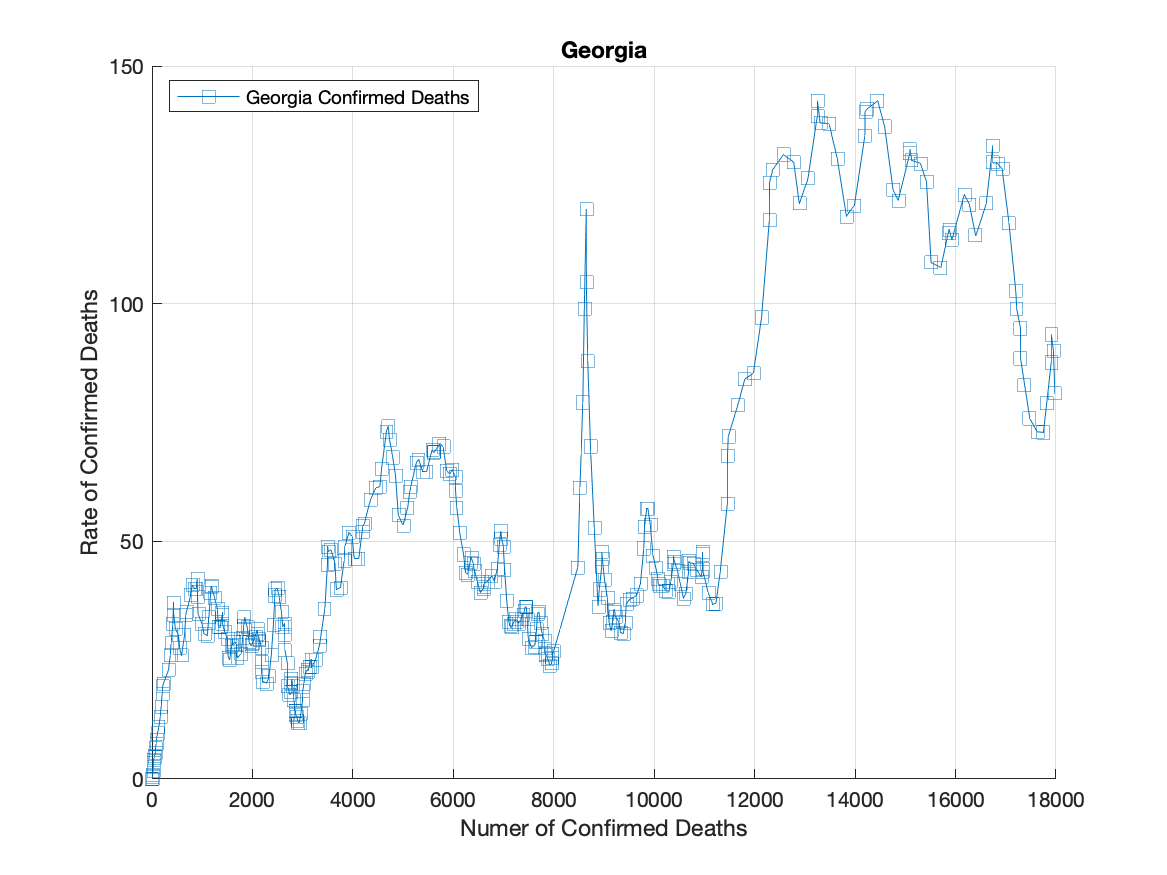 Georgia
Georgia Confirmed Deaths
150
100
50
0
Rate of Confirmed Deaths
0 2000 4000 6000 8000 10000 12000 14000 16000 18000
Numer of Confirmed Deaths